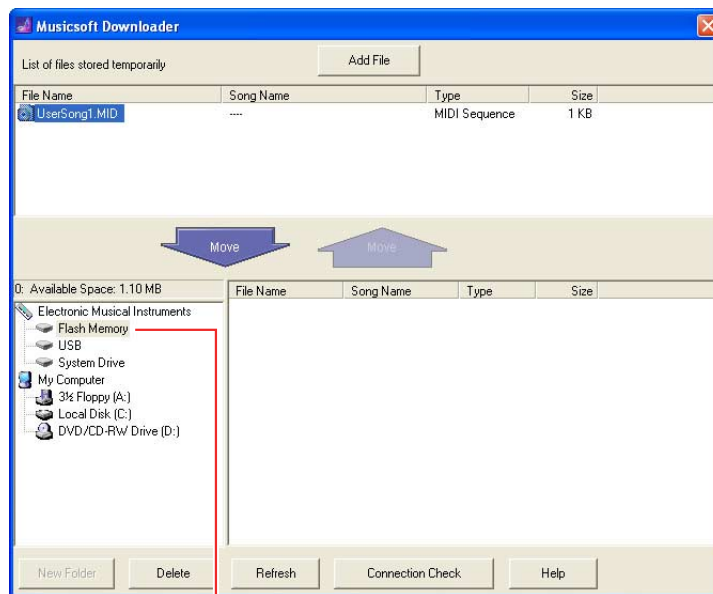 Musicsoft Downloader
List of files stored temporarily
Add File
File Name Song Name Type Size
UserSong1.MID ---- MIDI Sequence 1 KB
Move Move
0: Available Space: 1.10 MB
File Name Song Name Type Size
Electronic Musical Instruments
Flash Memory
USB
System Drive
My Computer
3½ Floppy (A:)
Local Disk (C:)
DVD/CD-RW Drive (D:)
New Folder Delete Refresh Connection Check Help